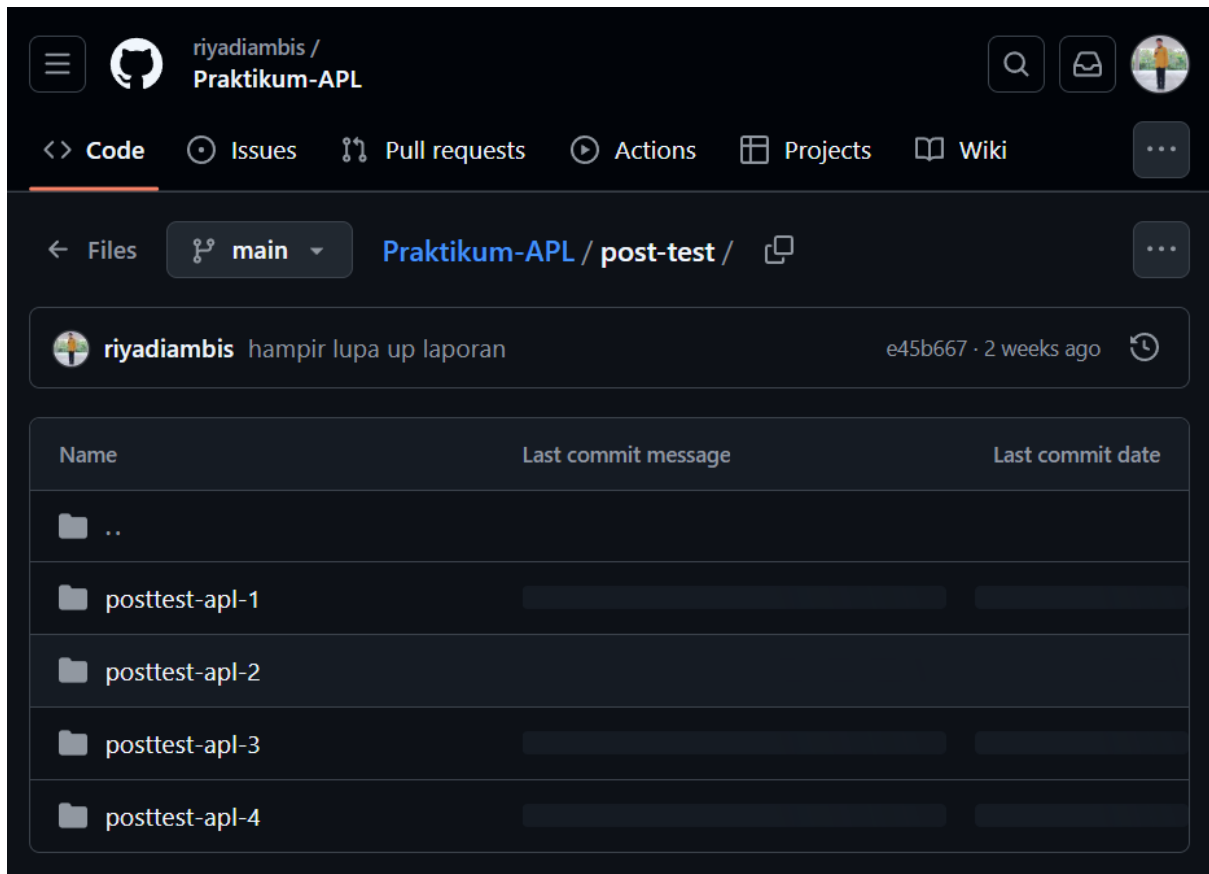 riyadiambis /
Praktikum-APL
Code Issues Pull requests Actions Projects Wiki
Files main Praktikum-APL / post-test /
riyadiambis hampir lupa up laporan e45b667 · 2 weeks ago
Name Last commit message Last commit date
..
posttest-apl-1
posttest-apl-2
posttest-apl-3
posttest-apl-4